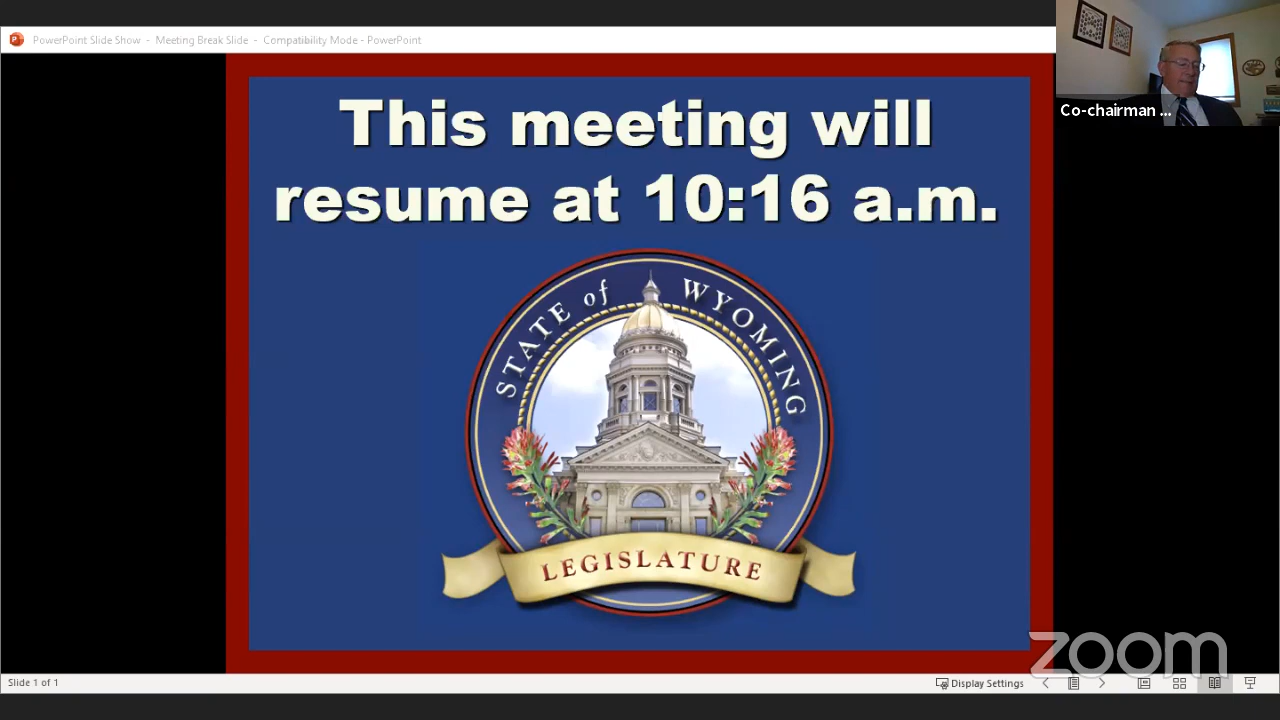 PowerPoint Slide Show - Meeting Break Slide - Compatibility Mode - PowerPoint
Co-chairman ...
This meeting will
resume at 10:16 a.m.
STATE of WYOMING
LEGISLATURE
zoom
Slide 1 of 1
Display Settings